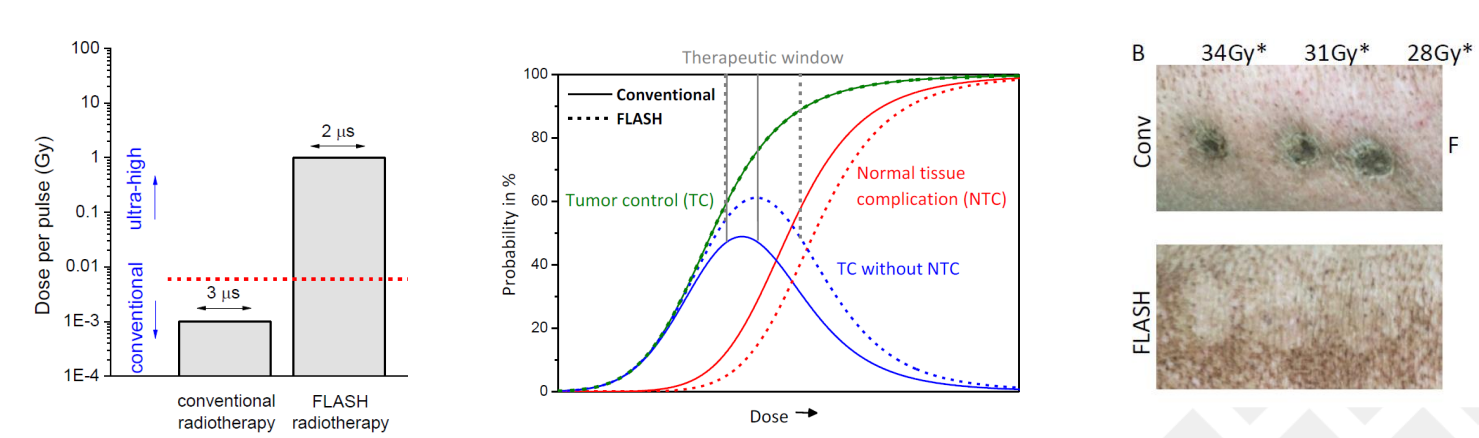 100
10
1
0.1
0.01
1E-3
1E-4
Dose per pulse (Gy)
ultra-high
conventional
2 μs
3 μs
conventional
radiotherapy
FLASH
radiotherapy
Therapeutic window
100
80
60
40
20
0
Probability in %
Conventional
FLASH
Tumor control (TC)
Normal tissue
complication (NTC)
TC without NTC
Dose
B 34Gy* 31Gy* 28Gy*
Conv
F
FLASH